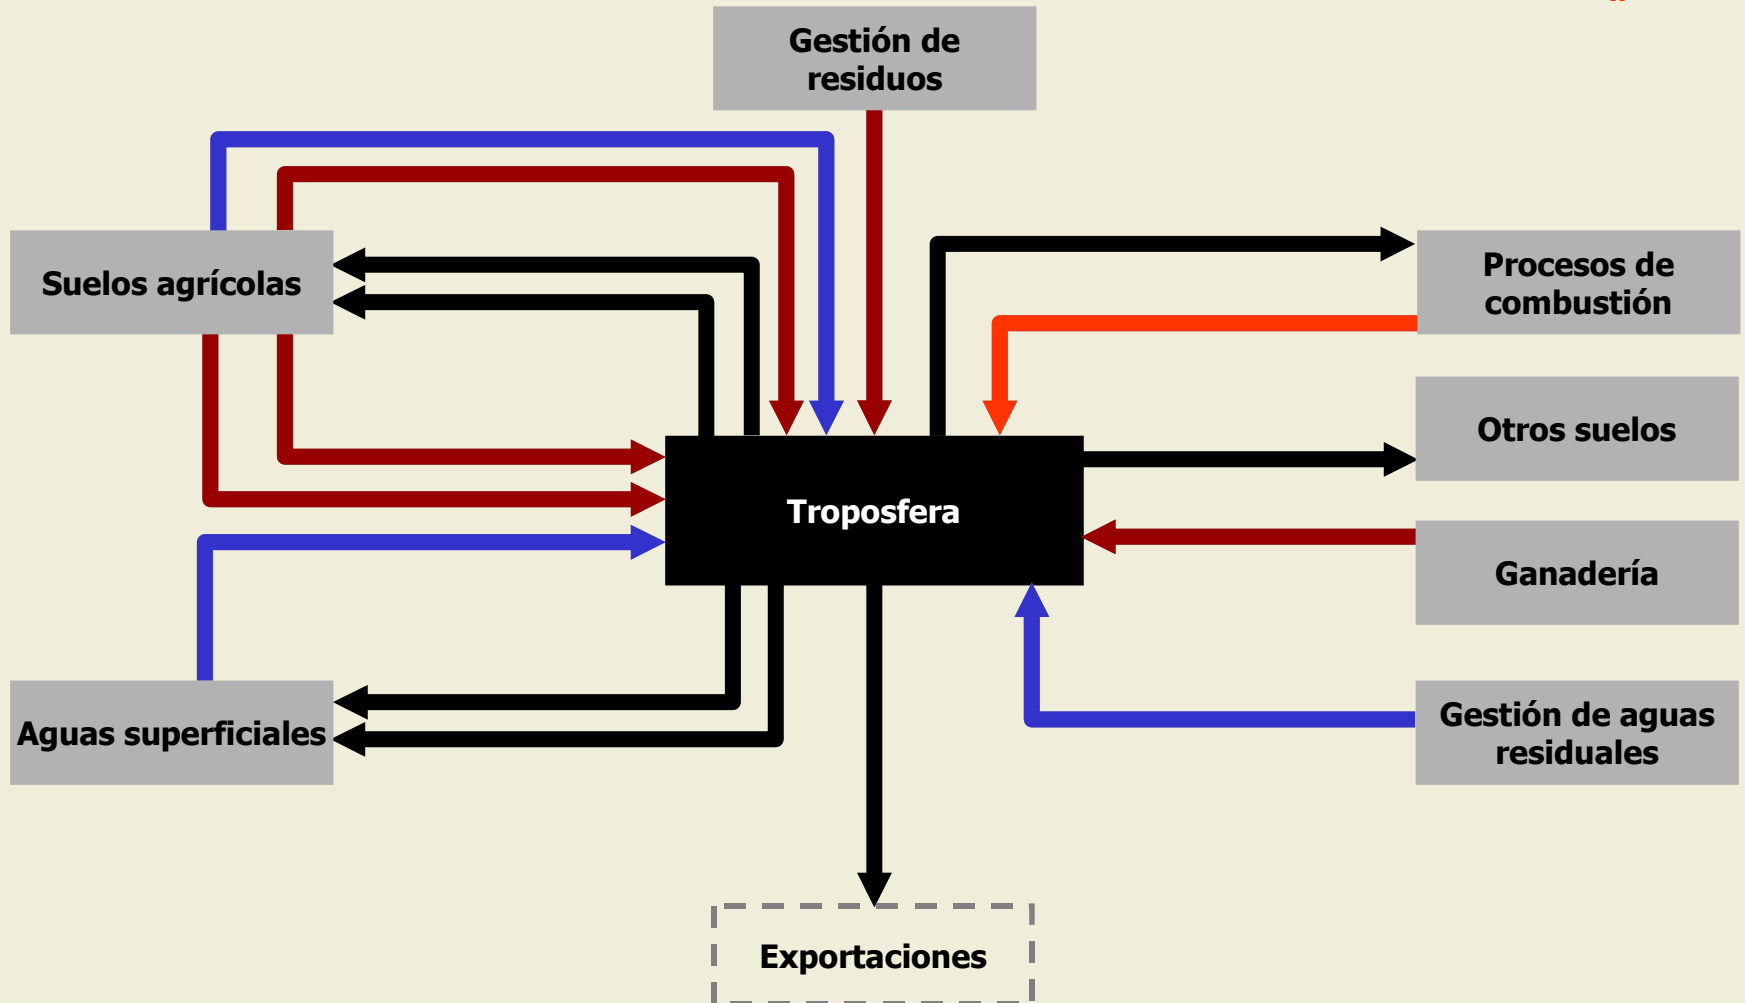 Gestión de
residuos
Suelos agrícolas
Procesos de
combustión
Otros suelos
Troposfera
Ganadería
Aguas superficiales
Gestión de aguas
residuales
Exportaciones